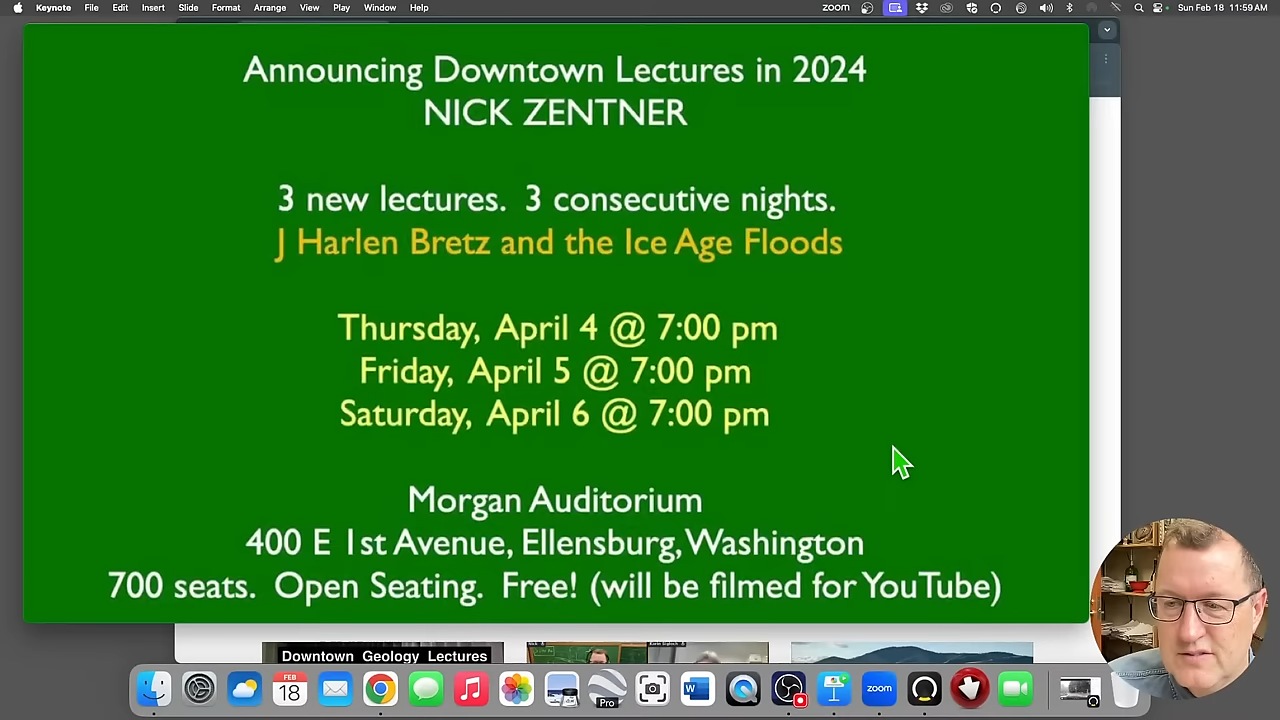 Keynote File Edit Insert Slide Format Arrange View Play Window Help zoom Sun Feb 18 11:59 AM
Announcing Downtown Lectures in 2024
NICK ZENTNER
3 new lectures. 3 consecutive nights.
J Harlen Bretz and the Ice Age Floods
Thursday, April 4 @ 7:00 pm
Friday, April 5 @ 7:00 pm
Saturday, April 6 @ 7:00 pm
Morgan Auditorium
400 E 1st Avenue, Ellensburg, Washington
700 seats. Open Seating. Free! (will be filmed for YouTube)
Downtown Geology Lectures
FEB
18
Pro
zoom